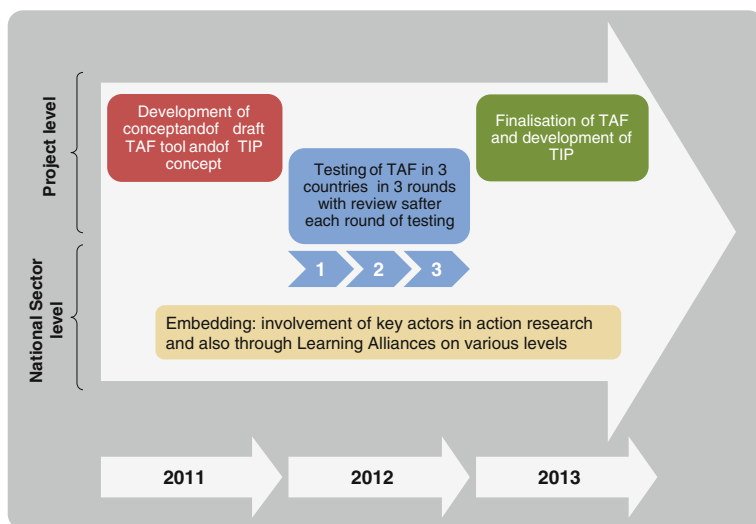 Project level
National Sector
level
Development of
conceptandof draft
TAF tool andof TIP
concept
Testing of TAF in 3
countries in 3 rounds
with review safter
each round of testing
Finalisation of TAF
and development of
TIP
1 2 3
Embedding: involvement of key actors in action research
and also through Learning Alliances on various levels
2011 2012 2013